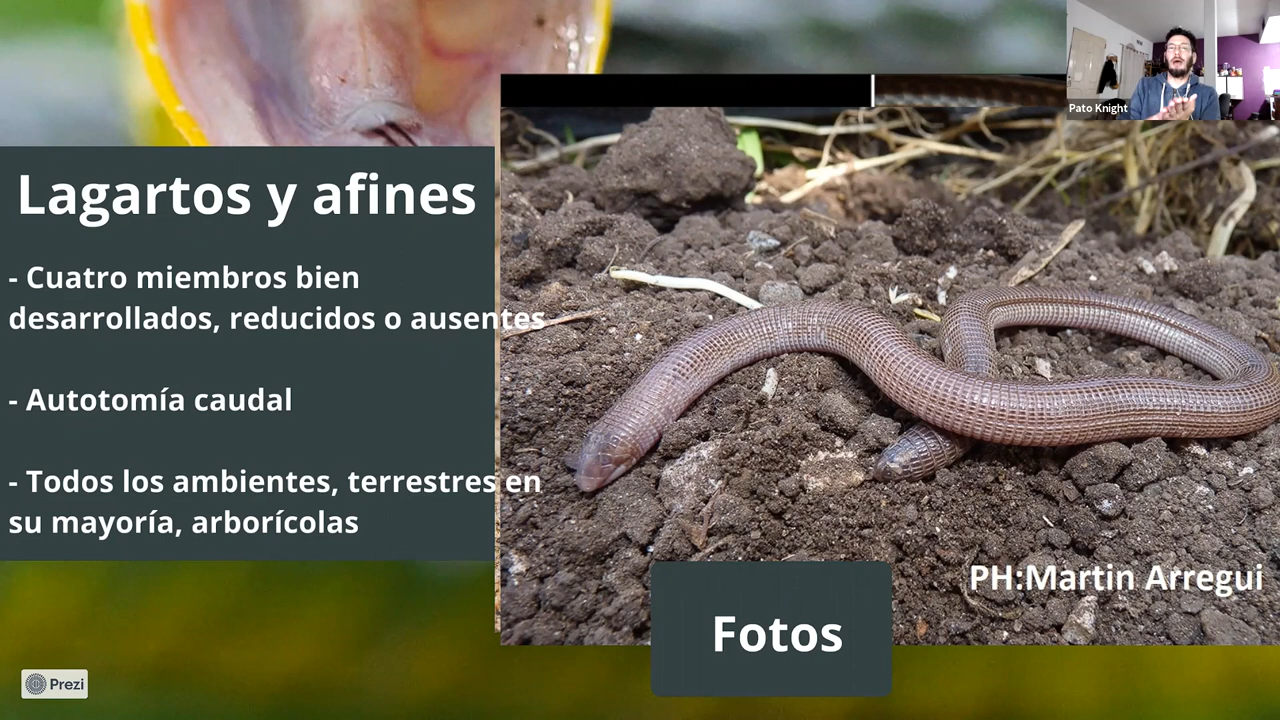 Pato Knight
Lagartos y afines
- Cuatro miembros bien
desarrollados, reducidos o ausentes
- Autotomía caudal
- Todos los ambientes, terrestres en
su mayoría, arborícolas
PH:Martin Arregui
Fotos
Prezi